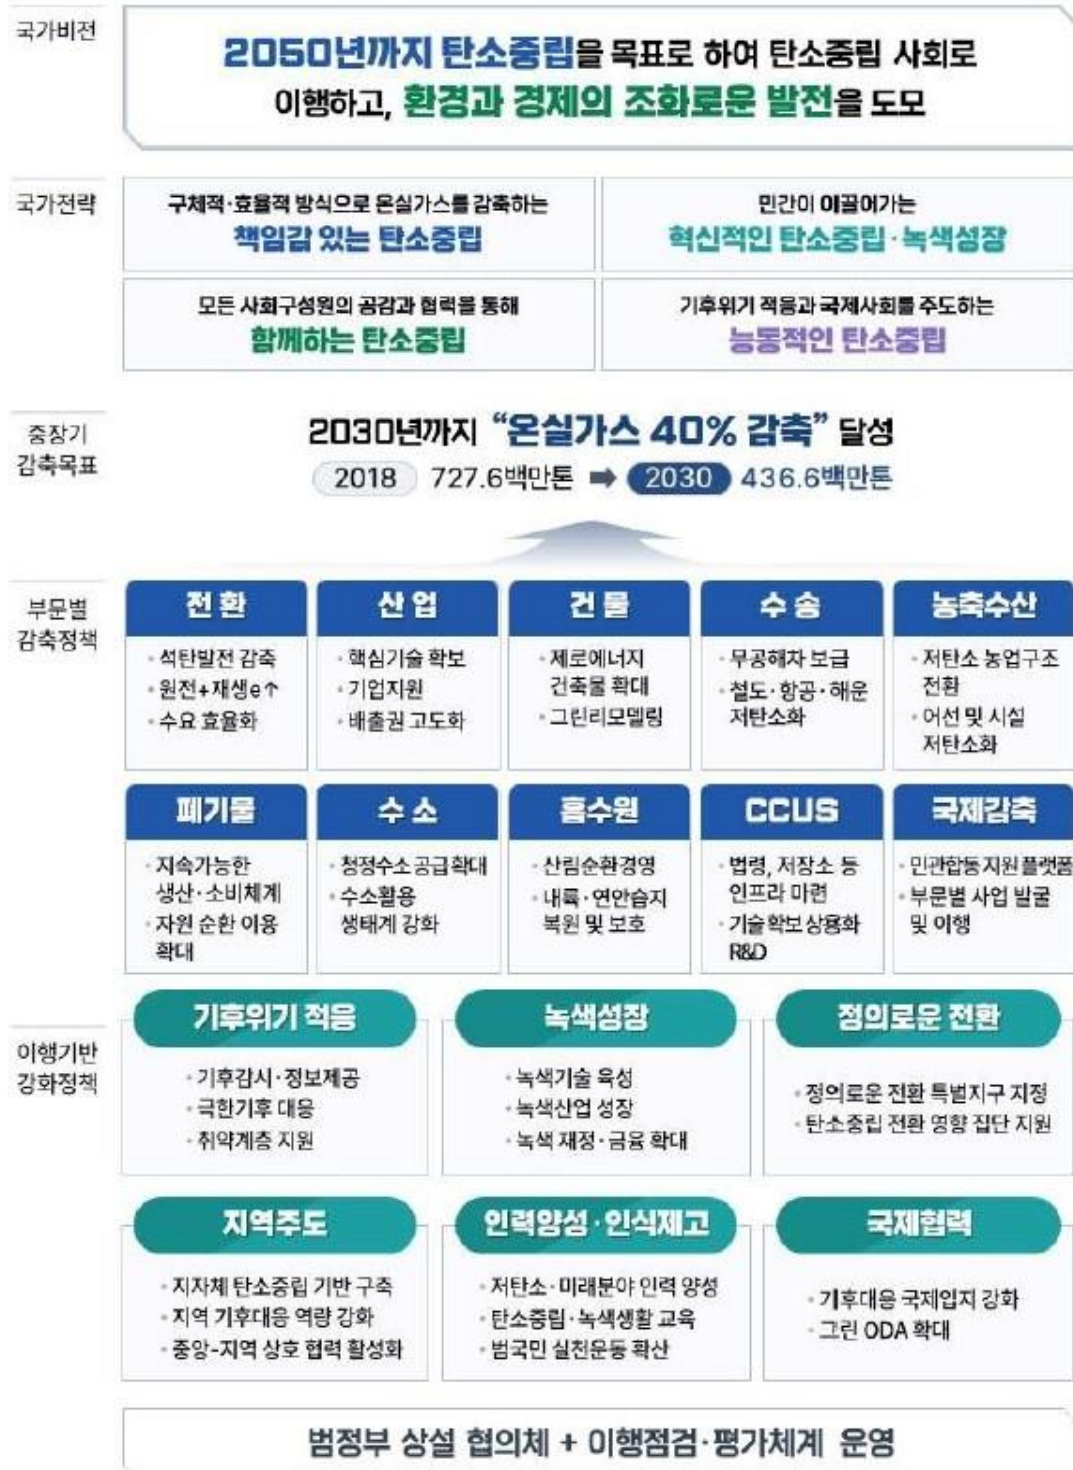 국가비전
2050년까지 탄소중립을 목표로 하여 탄소중립 사회로
이행하고, 환경과 경제의 조화로운 발전을 도모
국가전략
구체적·효율적 방식으로 온실가스를 감축하는
책임감 있는 탄소중립
민간이 이끌어가는
혁신적인 탄소중립·녹색성장
모든 사회구성원의 공감과 협력을 통해
함께하는 탄소중립
기후위기 적응과 국제사회를 주도하는
능동적인 탄소중립
중장기
감축목표
2030년까지 “온실가스 40% 감축” 달성
2018 727.6백만톤 ➡ 2030 436.6백만톤
부문별
감축정책
전환
· 석탄발전 감축
· 원전+재생e↑
· 수요 효율화
산업
· 핵심기술 확보
· 기업지원
· 배출권 고도화
건물
· 제로에너지
건축물 확대
· 그린리모델링
수송
· 무공해차 보급
· 철도·항공·해운
저탄소화
농축수산
· 저탄소 농업구조
전환
· 어선 및 시설
저탄소화
폐기물
· 지속가능한
생산·소비체계
· 자원 순환 이용
확대
수소
· 청정수소 공급 확대
· 수소활용
생태계 강화
흡수원
· 산림순환경영
· 내륙·연안습지
복원 및 보호
CCUS
· 법령, 저장소 등
인프라 마련
· 기술확보 상용화
R&D
국제감축
· 민관합동 지원 플랫폼
· 부문별 사업 발굴
및 이행
이행기반
강화정책
기후위기 적응
· 기후감시·정보제공
· 극한기후 대응
· 취약계층 지원
녹색성장
· 녹색기술 육성
· 녹색산업 성장
· 녹색 재정·금융 확대
정의로운 전환
· 정의로운 전환 특별지구 지정
· 탄소중립 전환 영향 집단 지원
지역주도
· 지자체 탄소중립 기반 구축
· 지역 기후대응 역량 강화
· 중앙-지역 상호 협력 활성화
인력양성·인식제고
· 저탄소·미래분야 인력 양성
· 탄소중립·녹색생활 교육
· 범국민 실천운동 확산
국제협력
· 기후대응 국제입지 강화
· 그린 ODA 확대
범정부 상설 협의체 + 이행점검·평가체계 운영